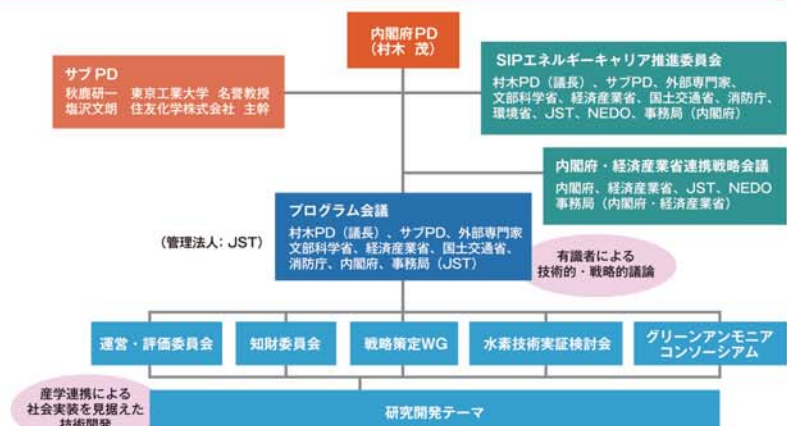 内閣府PD
（村木 茂）
サブPD
秋鹿研一　東京工業大学 名誉教授
塩沢文朗　住友化学株式会社 主幹
SIPエネルギーキャリア推進委員会
村木PD（議長）、サブPD、外部専門家、
文部科学省、経済産業省、国土交通省、消防庁、
環境省、JST、NEDO、事務局（内閣府）
内閣府・経済産業省連携戦略会議
内閣府、経済産業省、JST、NEDO
事務局（内閣府・経済産業省）
（管理法人：JST）
プログラム会議
村木PD（議長）、サブPD、外部専門家
文部科学省、経済産業省、国土交通省、
消防庁、内閣府、事務局（JST）
有識者による
技術的・戦略的議論
運営・評価委員会
知財委員会
戦略策定WG
水素技術実証検討会
グリーンアンモニア
コンソーシアム
産学連携による
社会実装を見据えた
技術開発
研究開発テーマ